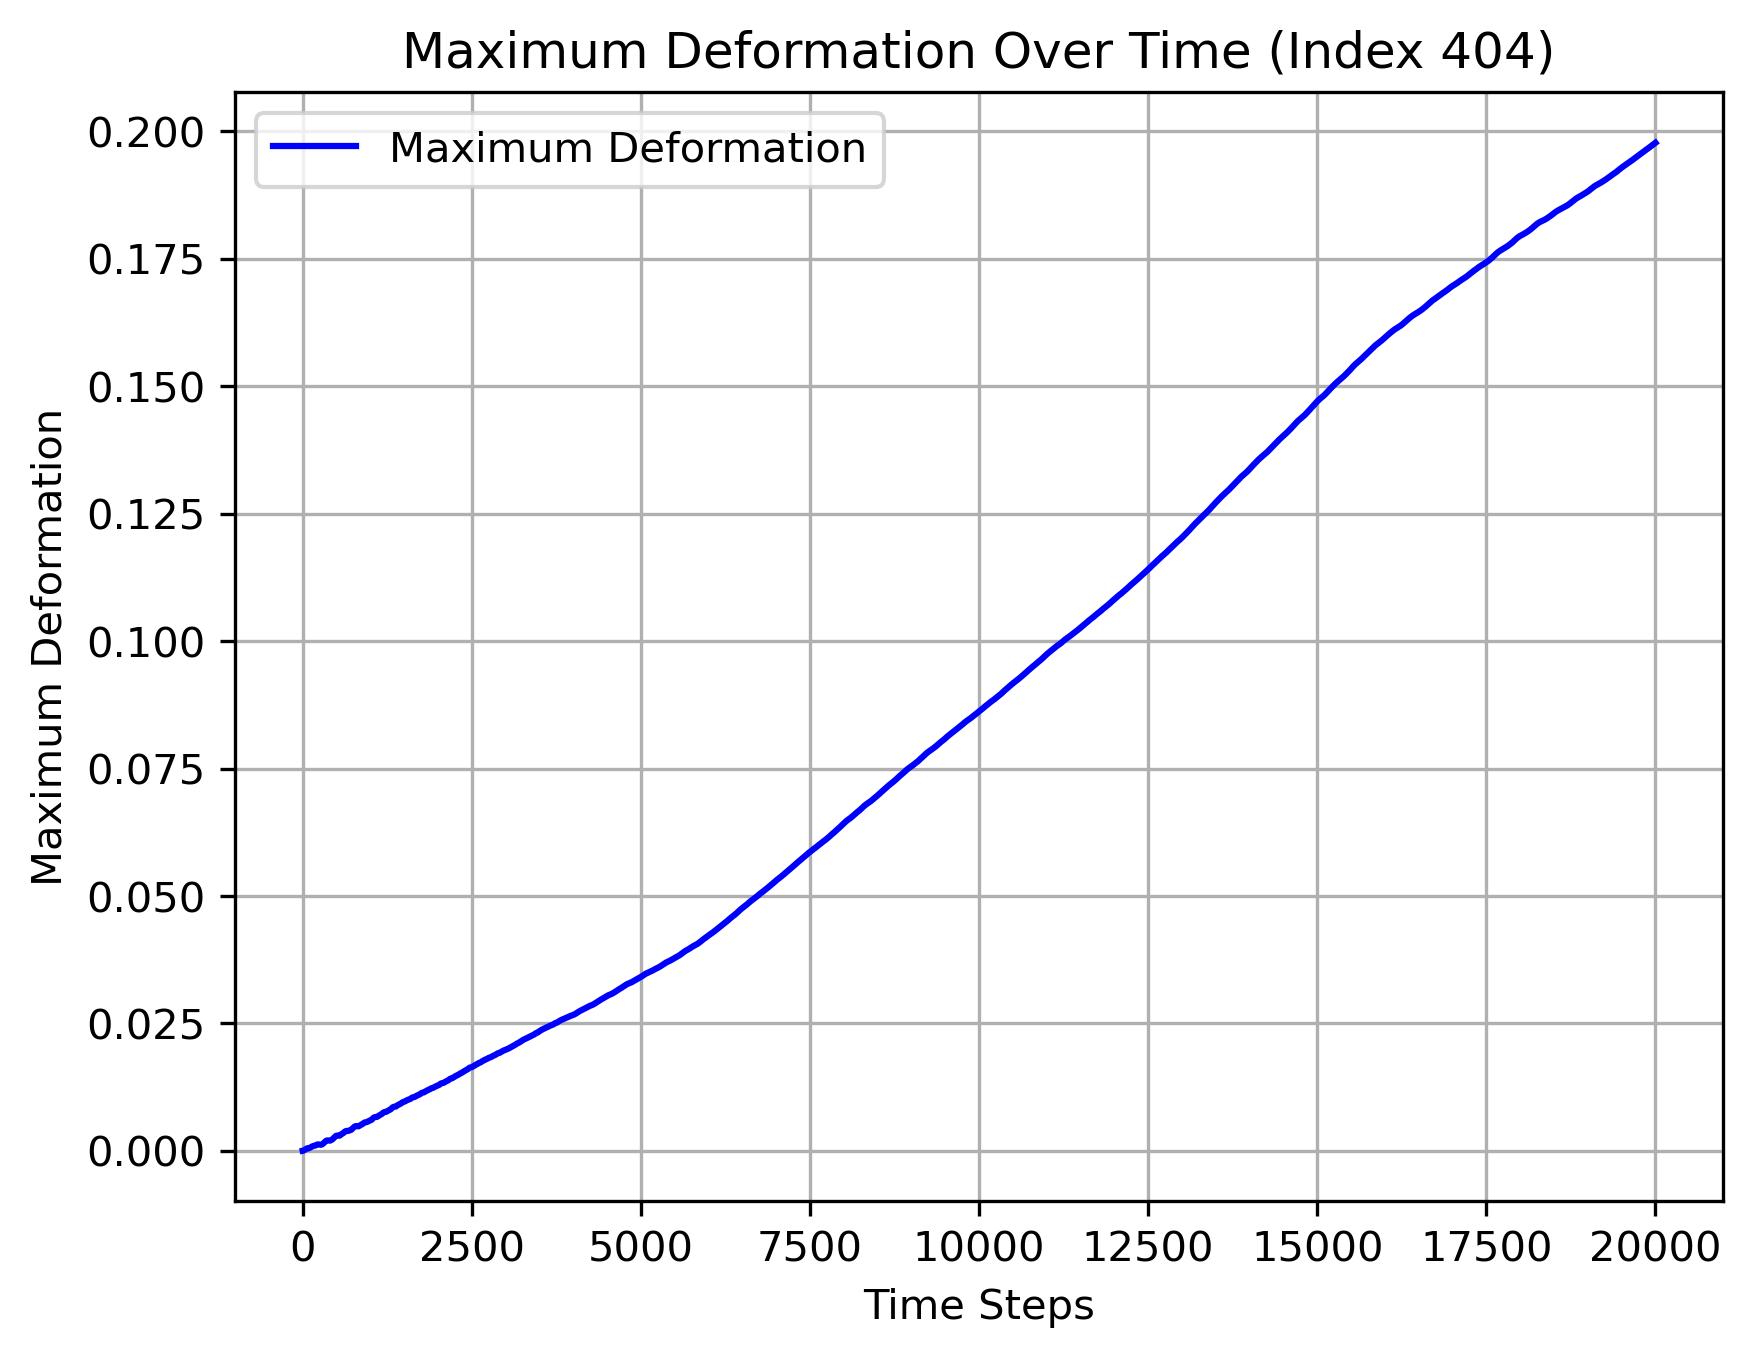 Maximum Deformation Over Time (Index 404)
Maximum Deformation
0.200
0.175
0.150
0.125
0.100
0.075
0.050
0.025
0.000
Maximum Deformation
0 2500 5000 7500 10000 12500 15000 17500 20000
Time Steps